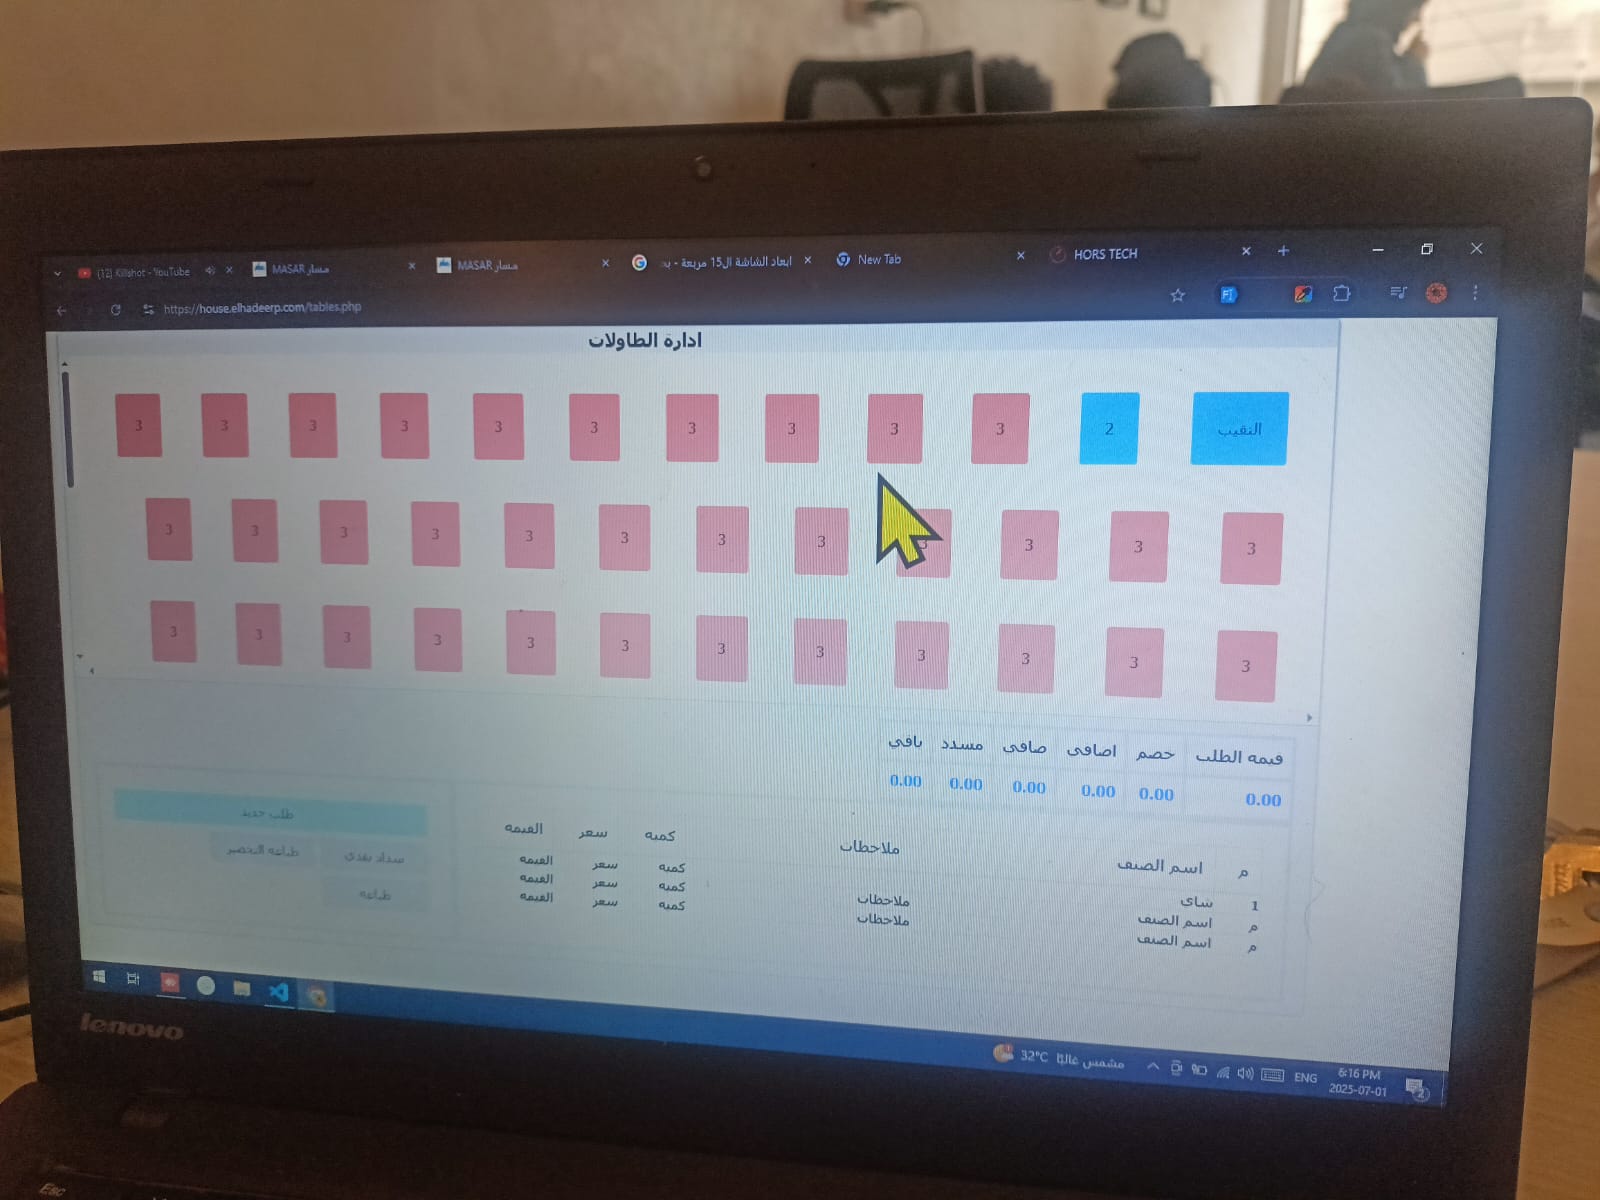 (12) Killshot - YouTube
MASAR مسار
MASAR مسار
ابعاد الشاشة ال15 مربعة - بح
New Tab
HORS TECH
https://house.elhadeerp.com/tables.php
ادارة الطاولات
النقيب 2 3 3 3 3 3 3 3 3 3 3
3 3 3 3 3 3 3 3 3 3 3 3
3 3 3 3 3 3 3 3 3 3 3 3
قيمه الطلب خصم اضافى صافى مسدد باقي
0.00 0.00 0.00 0.00 0.00 0.00
م اسم الصنف ملاحظات كميه سعر القيمه
1 شاى كميه سعر القيمه
م اسم الصنف ملاحظات كميه سعر القيمه
م اسم الصنف ملاحظات كميه سعر القيمه
طلب جديد
سداد نقدي طباعه التحضير
طباعه
32°C مشمس غالبًا
ENG
6:16 PM
2025-07-01
2
lenovo
Esc